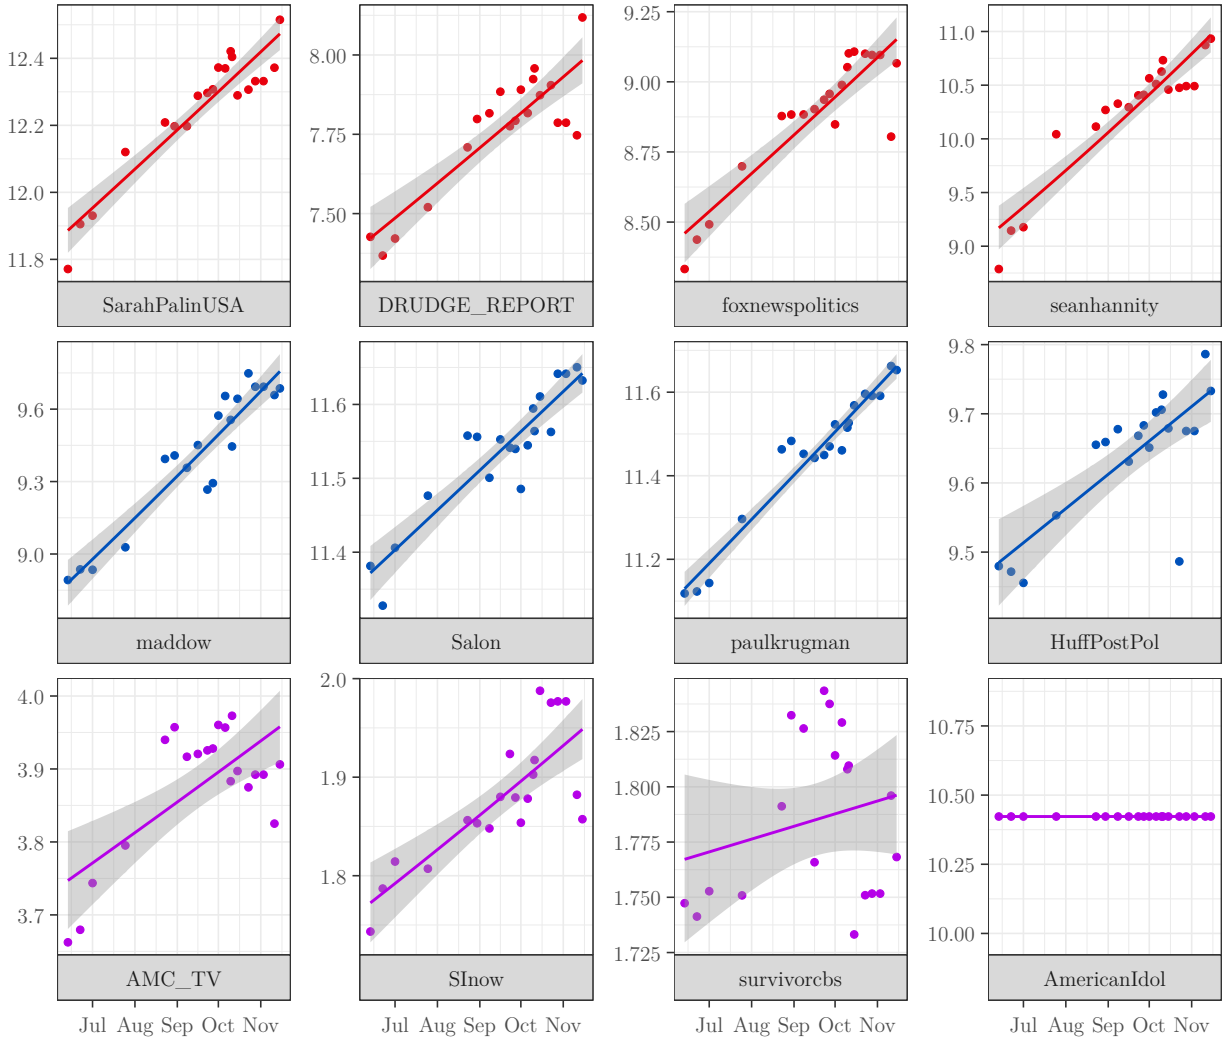 12.4
12.2
12.0
11.8
SarahPalinUSA
8.00
7.75
7.50
DRUDGE_REPORT
9.25
9.00
8.75
8.50
foxnewspolitics
11.0
10.5
10.0
9.5
9.0
seanhannity
9.6
9.3
9.0
maddow
11.6
11.5
11.4
Salon
11.6
11.4
11.2
paulkrugman
9.8
9.7
9.6
9.5
HuffPostPol
4.0
3.9
3.8
3.7
AMC_TV
2.0
1.9
1.8
SInow
1.825
1.800
1.775
1.750
1.725
survivorcbs
10.75
10.50
10.25
10.00
AmericanIdol
Jul Aug Sep Oct Nov
Jul Aug Sep Oct Nov
Jul Aug Sep Oct Nov
Jul Aug Sep Oct Nov